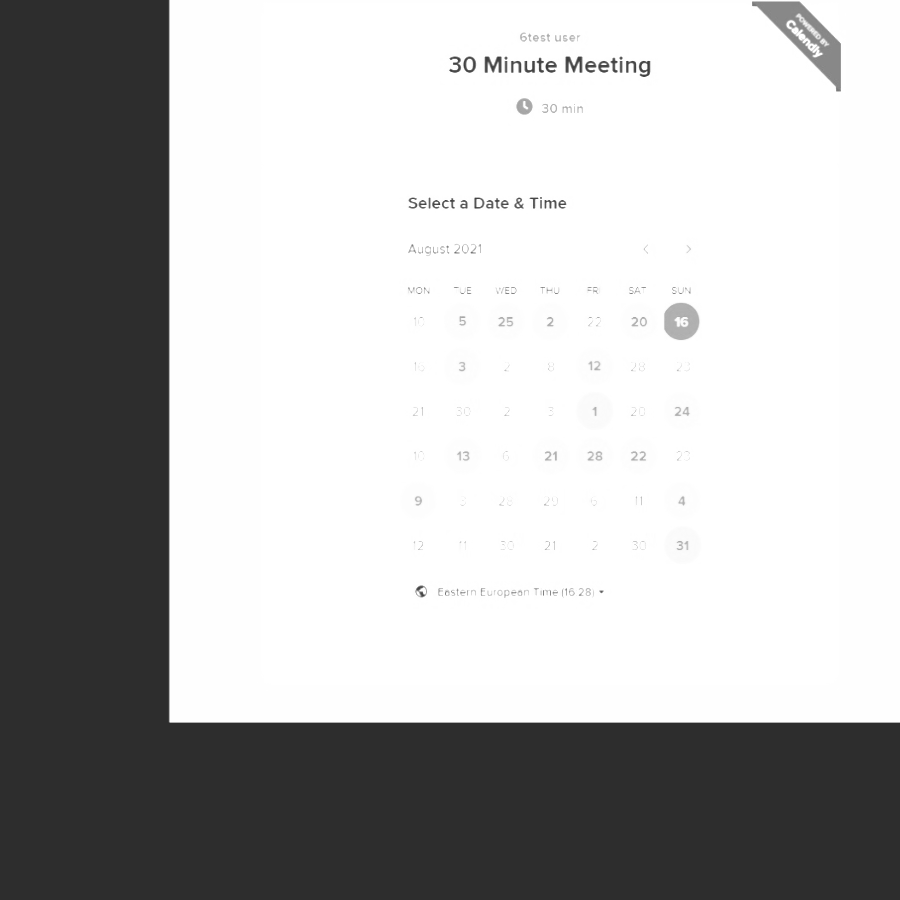 6test user
POWERED BY
Calendly
30 Minute Meeting
30 min
Select a Date & Time
August 2021
MON TUE WED THU FRI SAT SUN
10 5 25 2 22 20 16
16 3 2 8 12 28 23
21 30 2 3 1 20 24
18 13 6 21 28 22 23
9 3 28 29 6 11 4
12 11 30 21 2 30 31
Eastern European Time (16:28)